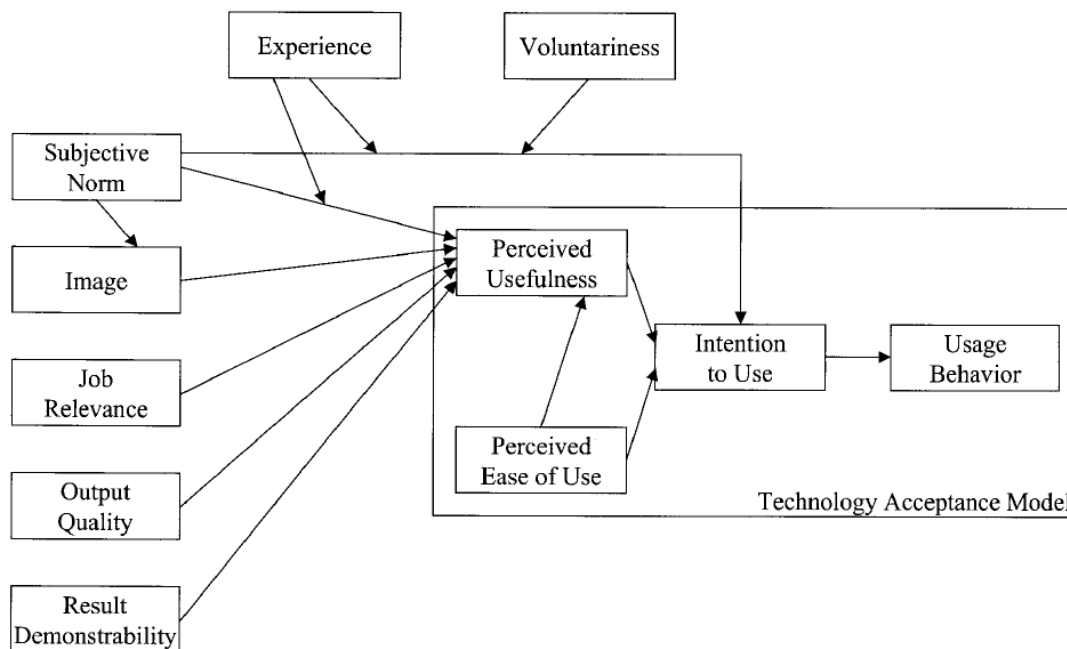 Experience
Voluntariness
Subjective
Norm
Image
Job
Relevance
Output
Quality
Result
Demonstrability
Perceived
Usefulness
Perceived
Ease of Use
Intention
to Use
Usage
Behavior
Technology Acceptance Model